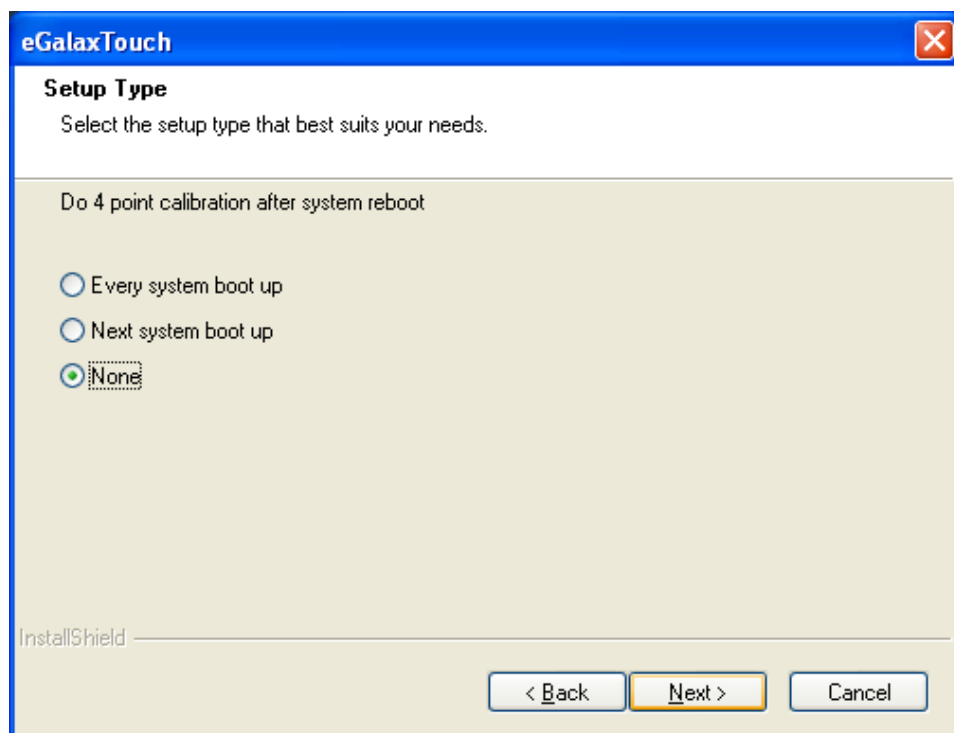 eGalaxTouch
Setup Type
Select the setup type that best suits your needs.
Do 4 point calibration after system reboot
Every system boot up
Next system boot up
None
InstallShield
< Back Next > Cancel